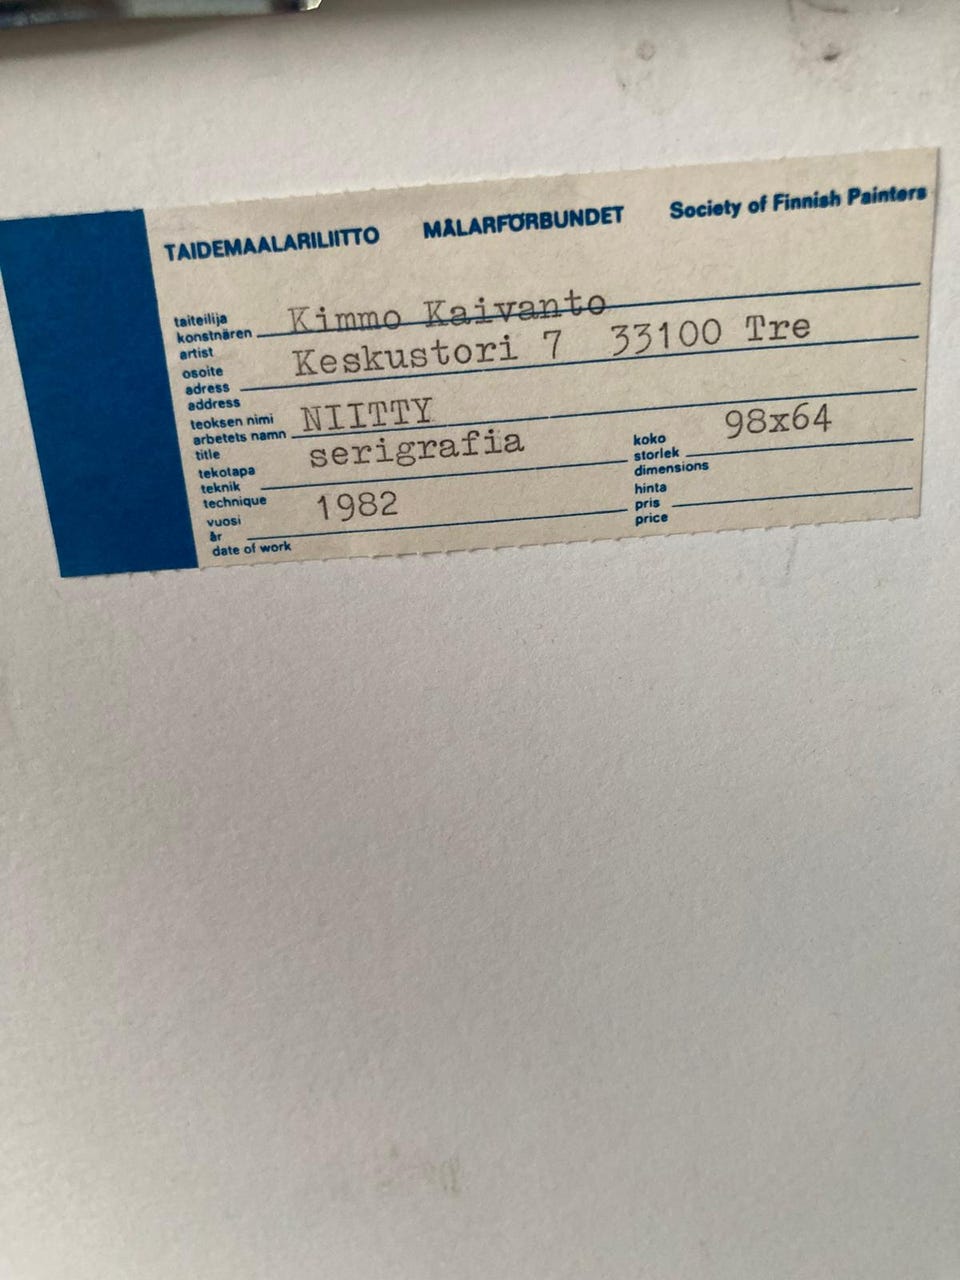 TAIDEMAALARILIITTO MÅLARFÖRBUNDET Society of Finnish Painters
taiteilija
konstnären Kimmo Kaivanto
artist
osoite Keskustori 7 33100 Tre
adress
address
teoksen nimi NIITTY
arbetets namn
title
tekotapa serigrafia
teknik
technique
koko 98x64
storlek
dimensions
vuosi 1982
år
date of work
hinta
pris
price